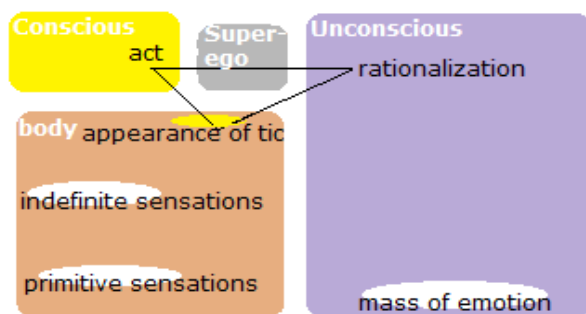 Conscious
act
Super-
ego
Unconscious
rationalization
body
appearance of tic
indefinite sensations
primitive sensations
mass of emotion